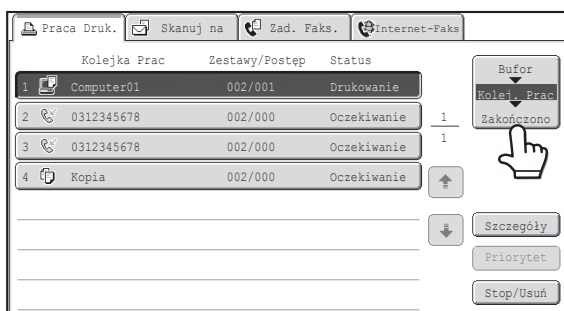 Praca Druk. Skanuj na Zad. Faks. Internet-Faks
Kolejka Prac Zestawy/Postęp Status
1 Computer01 002/001 Drukowanie
2 0312345678 002/000 Oczekiwanie
3 0312345678 002/000 Oczekiwanie
4 Kopia 002/000 Oczekiwanie
1
1
Bufor
Kolej. Prac
Zakończono
Szczegóły
Priorytet
Stop/Usuń